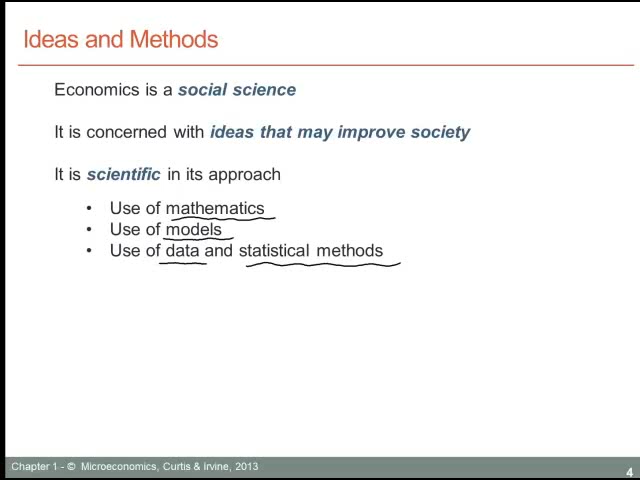 Ideas and Methods
Economics is a social science
It is concerned with ideas that may improve society
It is scientific in its approach
• Use of mathematics
• Use of models
• Use of data and statistical methods
Chapter 1 - © Microeconomics, Curtis & Irvine, 2013
4